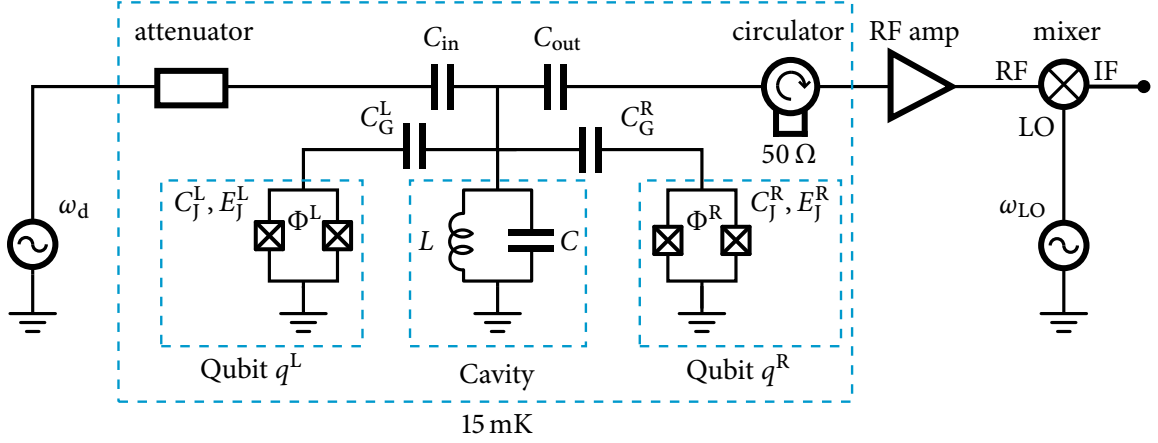 attenuator
C_in
C_out
circulator
RF amp
mixer
RF
IF
LO
C_G^L
C_G^R
50 Ω
ω_d
C_J^L, E_J^L
Φ^L
L
C
Φ^R
C_J^R, E_J^R
ω_LO
Qubit q^L
Cavity
Qubit q^R
15 mK